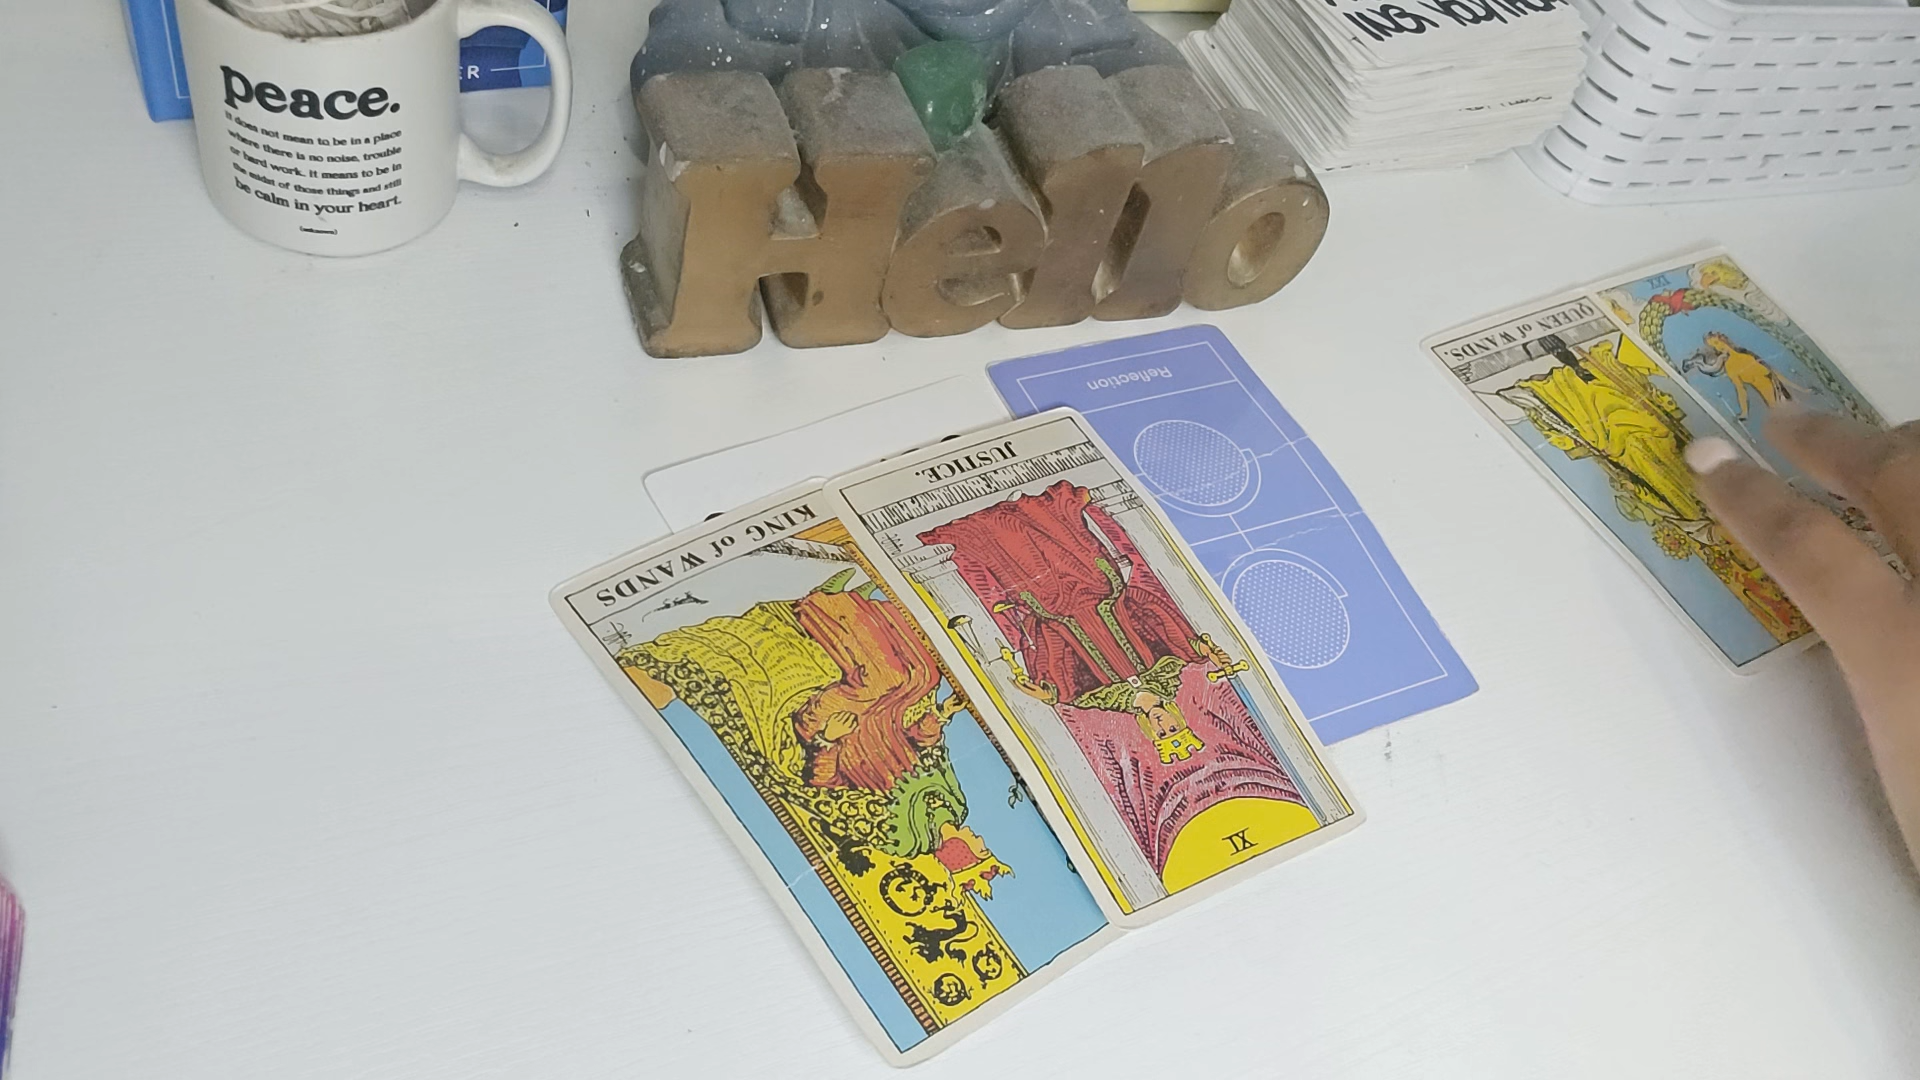 peace.
it does not mean to be in a place
where there is no noise, trouble
or hard work. it means to be in
the midst of those things and still
be calm in your heart.
(unknown)
ER
Hello
Reflection
JUSTICE.
XI
KING of WANDS
QUEEN of WANDS.
XXI